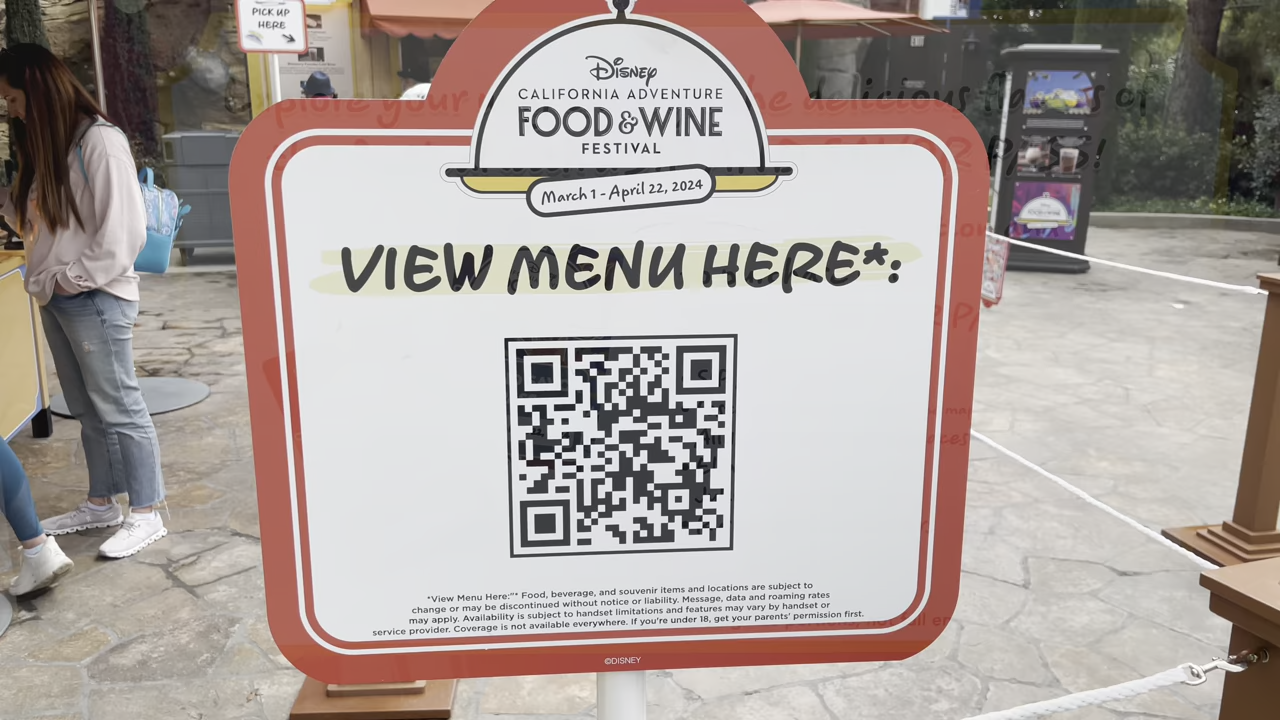 PICK UP
HERE
Disney
CALIFORNIA ADVENTURE
FOOD & WINE
FESTIVAL
March 1 - April 22, 2024
VIEW MENU HERE*:
*View Menu Here:"* Food, beverage, and souvenir items and locations are subject to
change or may be discontinued without notice or liability. Message, data and roaming rates
may apply. Availability is subject to handset limitations and features may vary by handset or
service provider. Coverage is not available everywhere. If you're under 18, get your parents' permission first.
©DISNEY